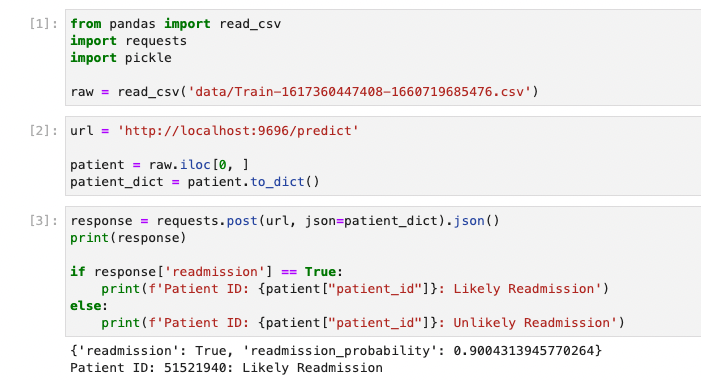 [1]: from pandas import read_csv
import requests
import pickle
raw = read_csv('data/Train-1617360447408-1660719685476.csv')
[2]: url = 'http://localhost:9696/predict'
patient = raw.iloc[0, ]
patient_dict = patient.to_dict()
[3]: response = requests.post(url, json=patient_dict).json()
print(response)
if response['readmission'] == True:
    print(f'Patient ID: {patient["patient_id"]}: Likely Readmission')
else:
    print(f'Patient ID: {patient["patient_id"]}: Unlikely Readmission')
{'readmission': True, 'readmission_probability': 0.9004313945770264}
Patient ID: 51521940: Likely Readmission